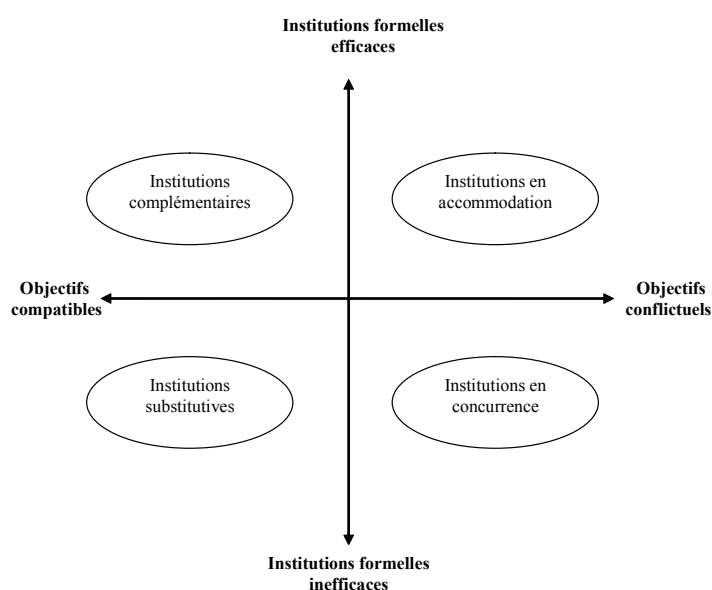 Institutions formelles
efficaces
Institutions
complémentaires
Institutions en
accommodation
Objectifs
compatibles
Objectifs
conflictuels
Institutions
substitutives
Institutions en
concurrence
Institutions formelles
inefficaces